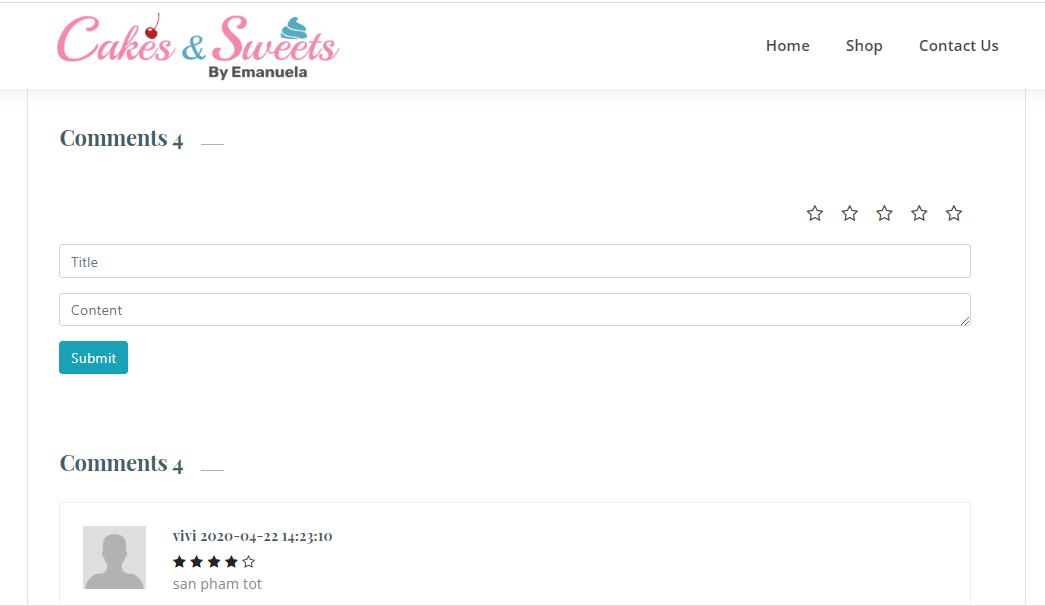 Cakes & Sweets
By Emanuela
Home Shop Contact Us
Comments 4
Title
Content
Submit
Comments 4
vivi 2020-04-22 14:23:10
san pham tot